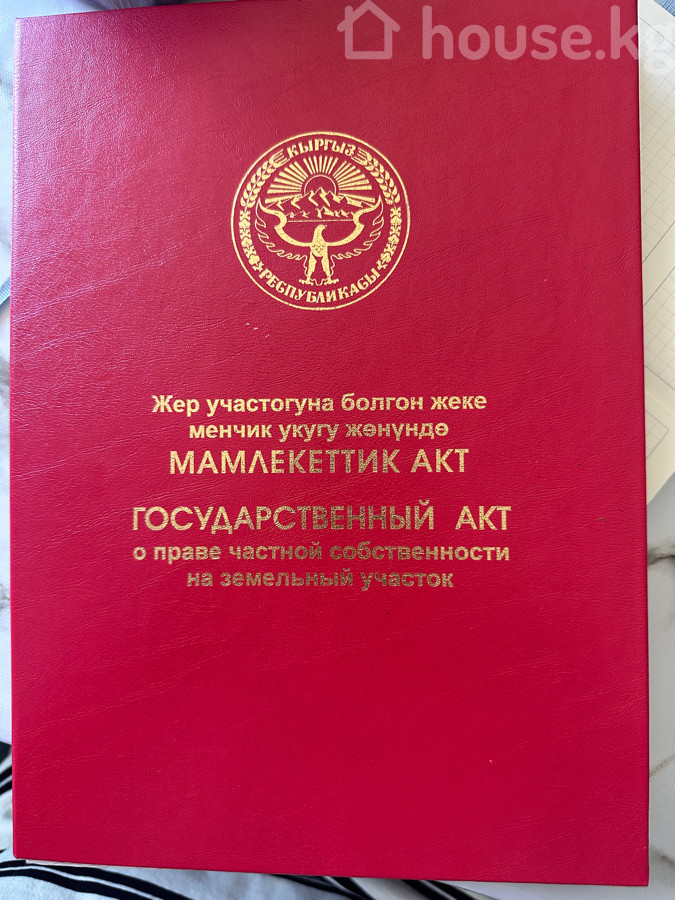 house.kg
КЫРГЫЗ
РЕСПУБЛИКАСЫ
Жер участогуна болгон жеке
менчик укугу жөнүндө
МАМЛЕКЕТТИК АКТ
ГОСУДАРСТВЕННЫЙ АКТ
о праве частной собственности
на земельный участок